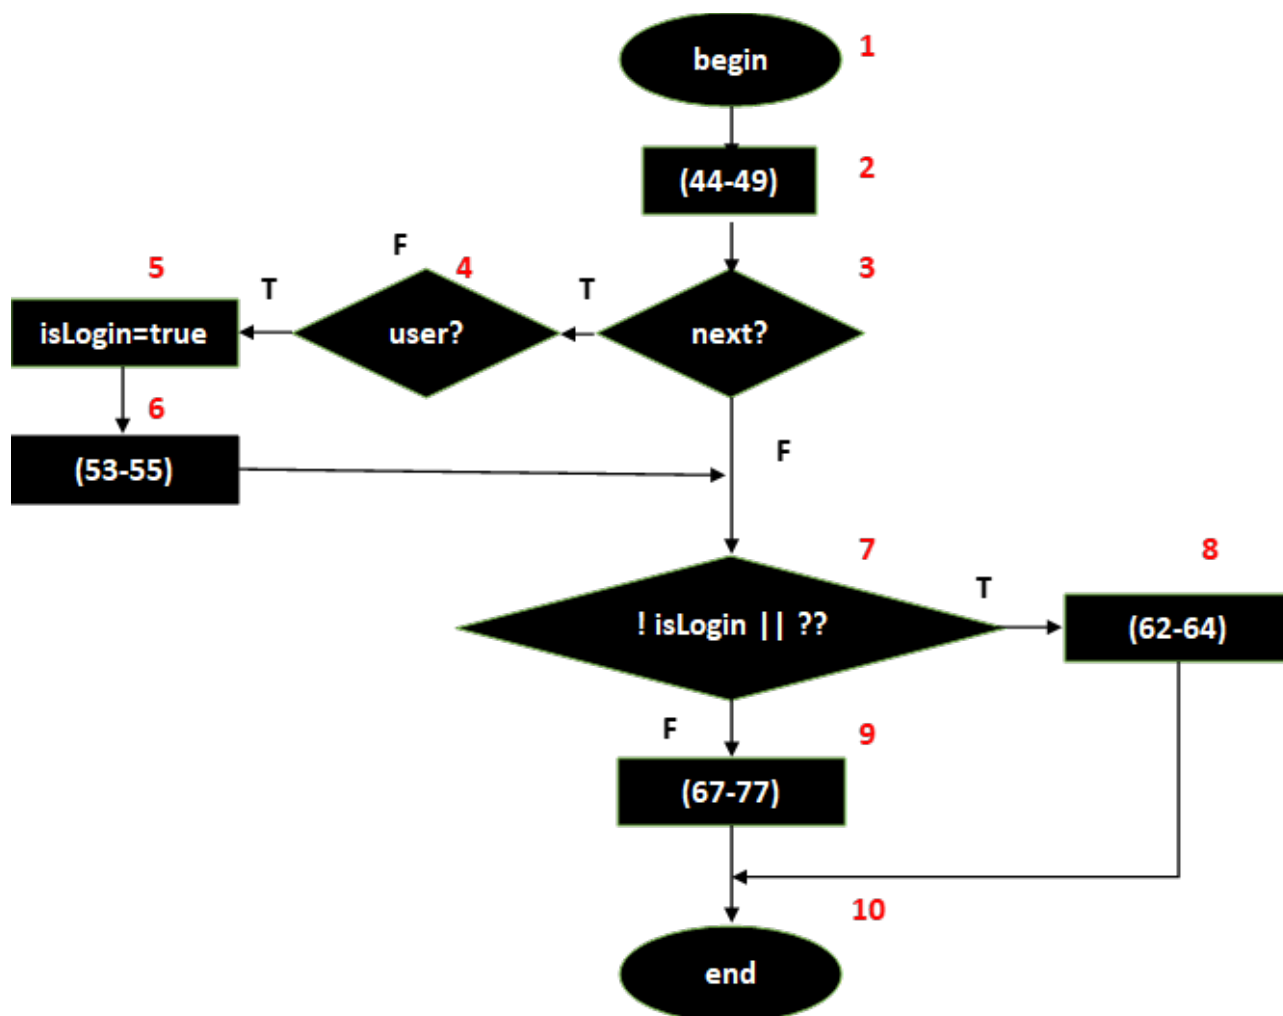 begin
1
(44-49)
2
F
5
T
4
T
3
isLogin=true
user?
next?
6
(53-55)
F
7
8
T
! isLogin || ??
(62-64)
F
9
(67-77)
10
end